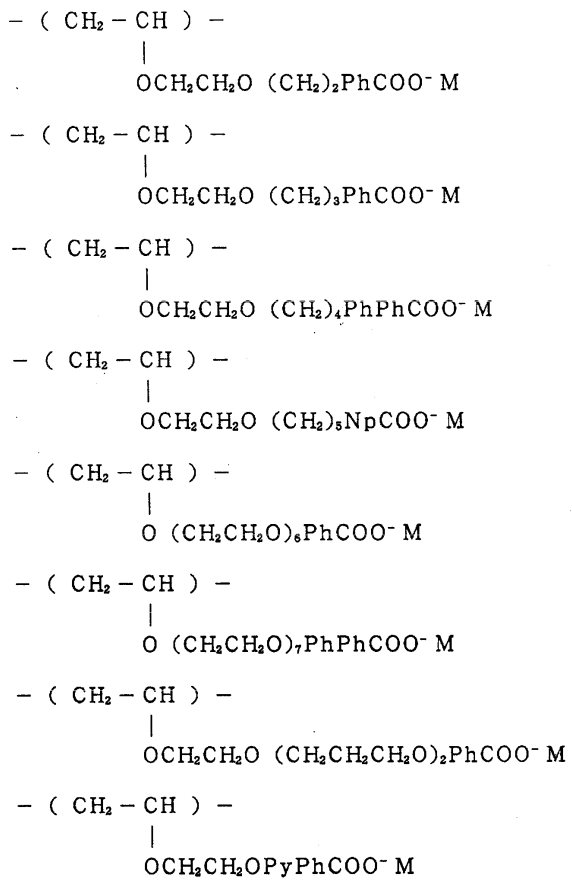 − ( CH₂ − CH ) −
|
OCH₂CH₂O (CH₂)₂PhCOO⁻ M
− ( CH₂ − CH ) −
|
OCH₂CH₂O (CH₂)₃PhCOO⁻ M
− ( CH₂ − CH ) −
|
OCH₂CH₂O (CH₂)₄PhPhCOO⁻ M
− ( CH₂ − CH ) −
|
OCH₂CH₂O (CH₂)₅NpCOO⁻ M
− ( CH₂ − CH ) −
|
O (CH₂CH₂O)₆PhCOO⁻ M
− ( CH₂ − CH ) −
|
O (CH₂CH₂O)₇PhPhCOO⁻ M
− ( CH₂ − CH ) −
|
OCH₂CH₂O (CH₂CH₂CH₂O)₂PhCOO⁻ M
− ( CH₂ − CH ) −
|
OCH₂CH₂OPyPhCOO⁻ M